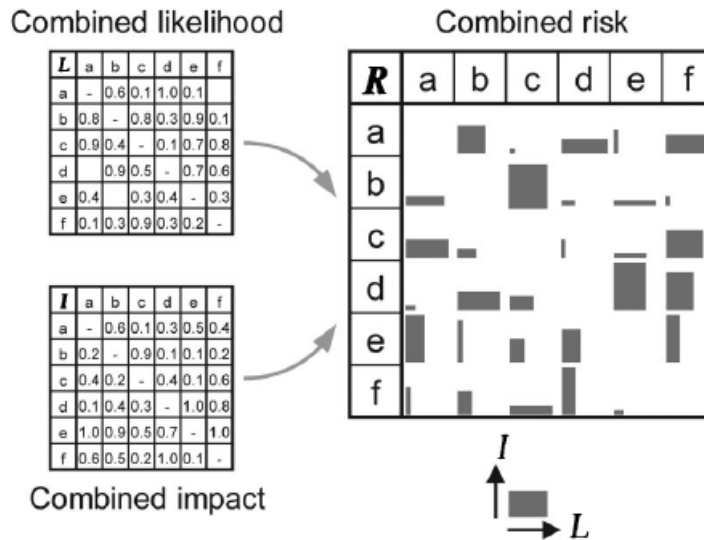 Combined likelihood
L a b c d e f
a - 0.6 0.1 1.0 0.1
b 0.8 - 0.8 0.3 0.9 0.1
c 0.9 0.4 - 0.1 0.7 0.8
d 0.9 0.5 - 0.7 0.6
e 0.4 0.3 0.4 - 0.3
f 0.1 0.3 0.9 0.3 0.2 -
I a b c d e f
a - 0.6 0.1 0.3 0.5 0.4
b 0.2 - 0.9 0.1 0.1 0.2
c 0.4 0.2 - 0.4 0.1 0.6
d 0.1 0.4 0.3 - 1.0 0.8
e 1.0 0.9 0.5 0.7 - 1.0
f 0.6 0.5 0.2 1.0 0.1 -
Combined impact
Combined risk
R a b c d e f
a
b
c
d
e
f
I
L